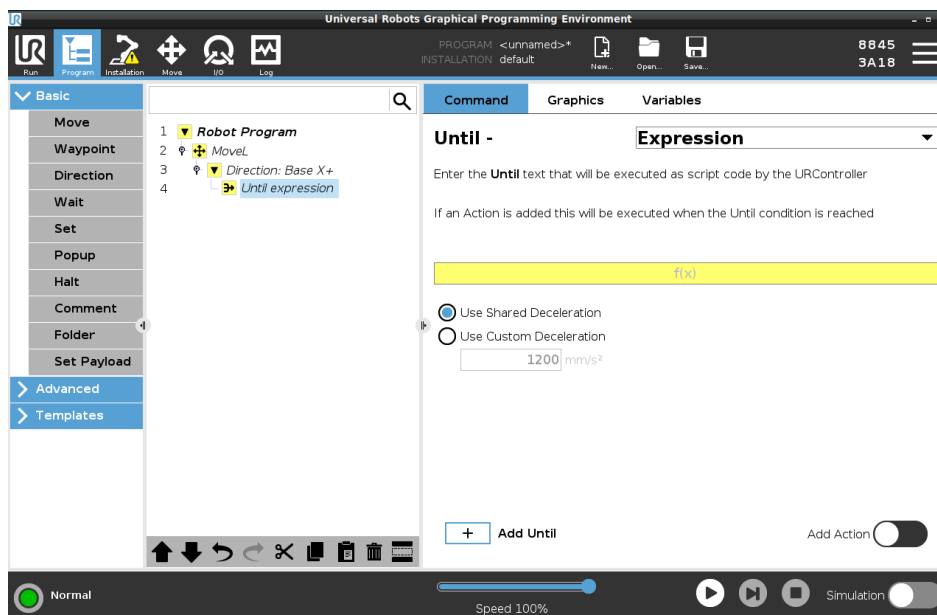 Universal Robots Graphical Programming Environment
PROGRAM <unnamed>*
INSTALLATION default
8845
3A18
Run Program Installation Move I/O Log New... Open... Save...
Basic
Move
Waypoint
Direction
Wait
Set
Popup
Halt
Comment
Folder
Set Payload
Advanced
Templates
1 Robot Program
2 MoveL
3 Direction: Base X+
4 Until expression
Command Graphics Variables
Until - Expression
Enter the Until text that will be executed as script code by the URController
If an Action is added this will be executed when the Until condition is reached
f(x)
Use Shared Deceleration
Use Custom Deceleration
1200 mm/s²
+ Add Until
Add Action
Normal
Speed 100%
Simulation